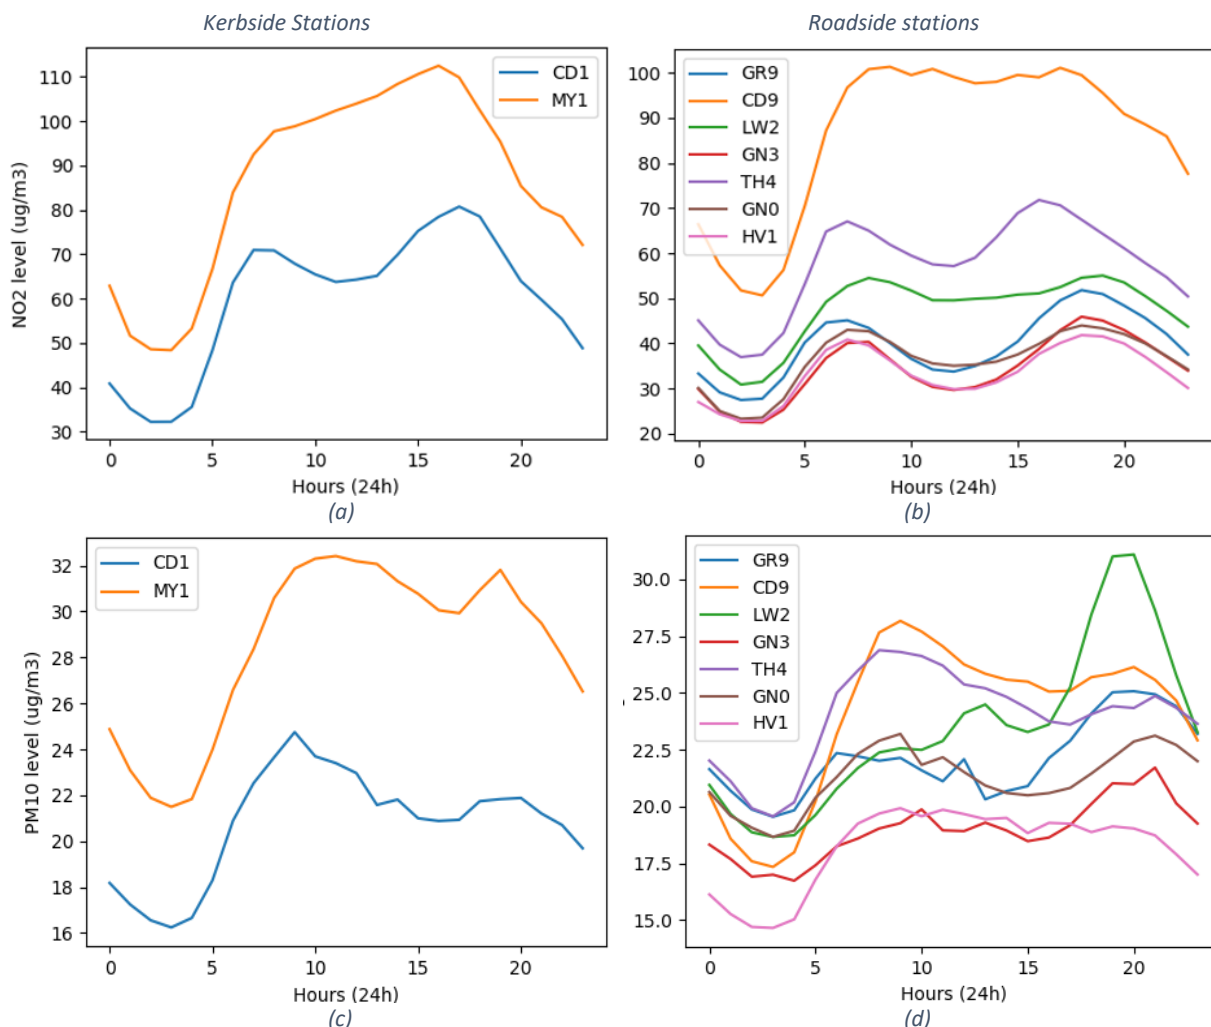 Kerbside Stations
Roadside stations
NO2 level (ug/m3)
110
100
90
80
70
60
50
40
30
CD1
MY1
0 5 10 15 20
Hours (24h)
(a)
100
90
80
70
60
50
40
30
20
GR9
CD9
LW2
GN3
TH4
GN0
HV1
0 5 10 15 20
Hours (24h)
(b)
PM10 level (ug/m3)
32
30
28
26
24
22
20
18
16
CD1
MY1
0 5 10 15 20
Hours (24h)
(c)
30.0
27.5
25.0
22.5
20.0
17.5
15.0
GR9
CD9
LW2
GN3
TH4
GN0
HV1
0 5 10 15 20
Hours (24h)
(d)